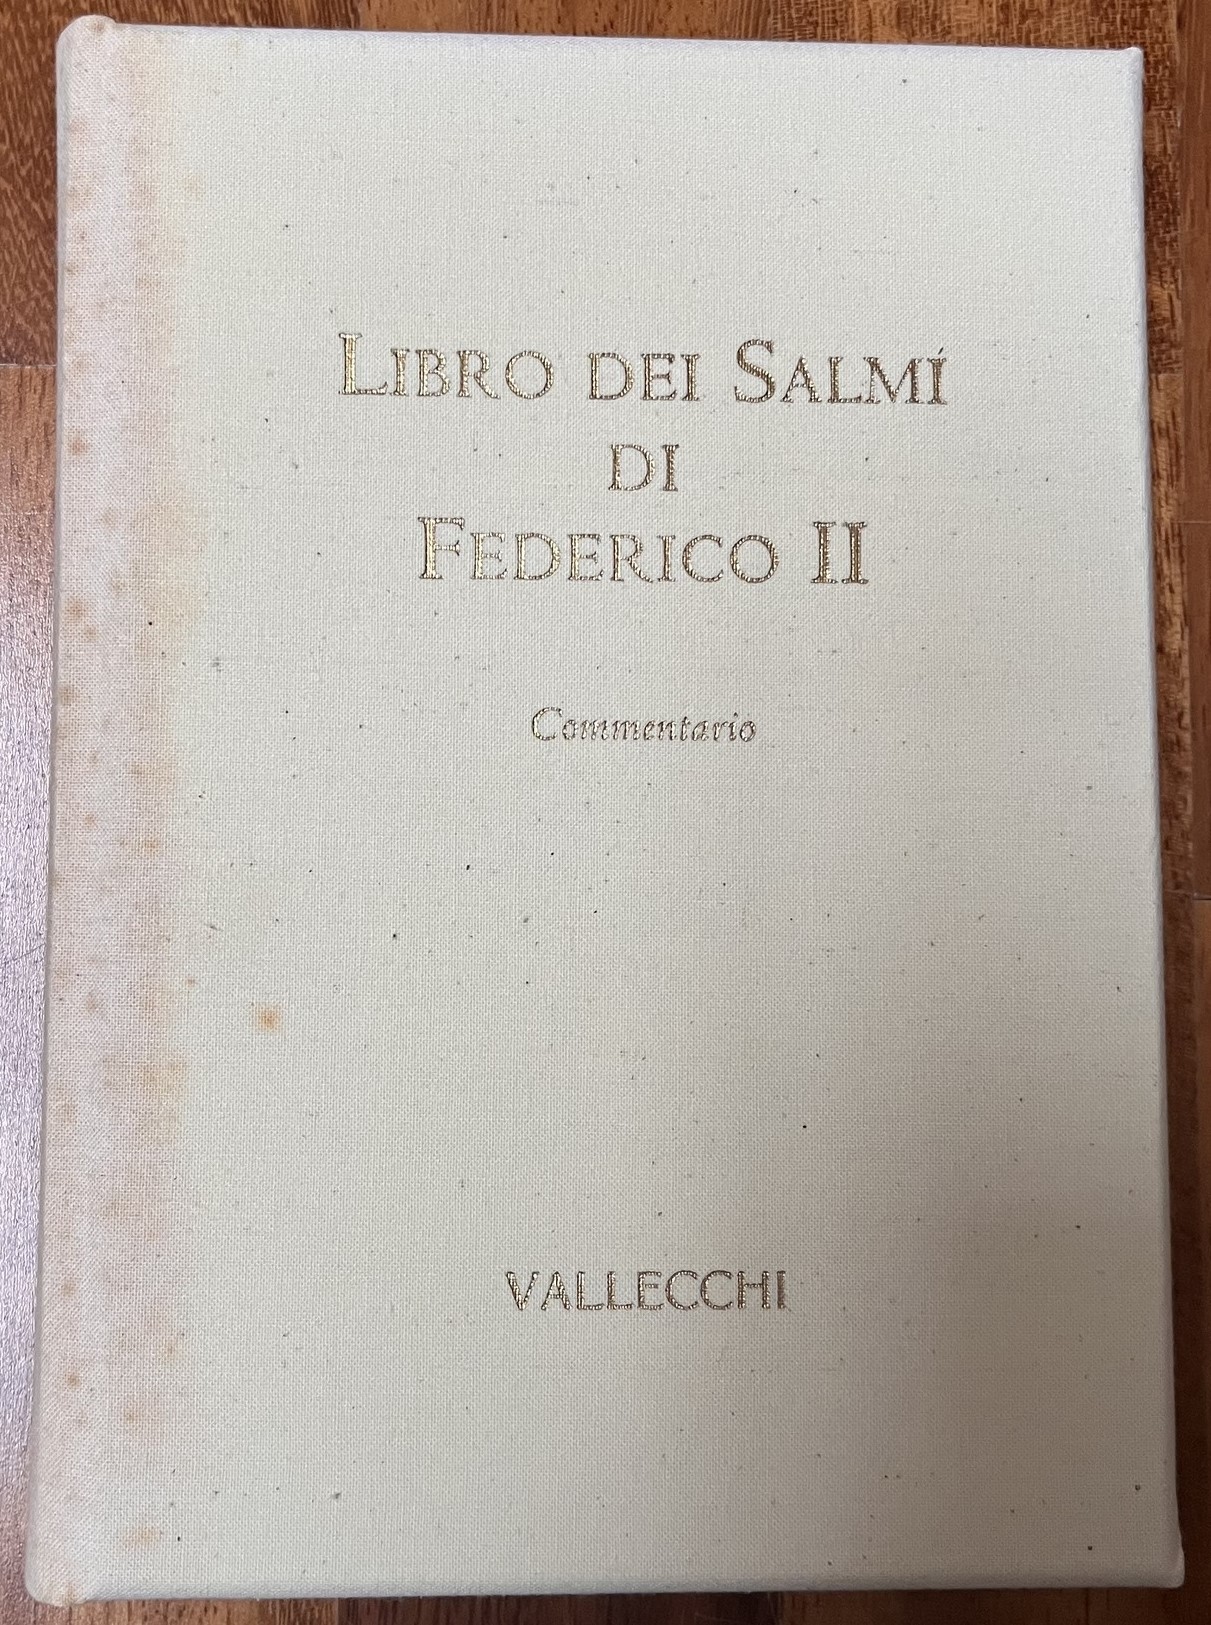 LIBRO DEI SALMI
DI
FEDERICO II
Commentario
VALLECCHI